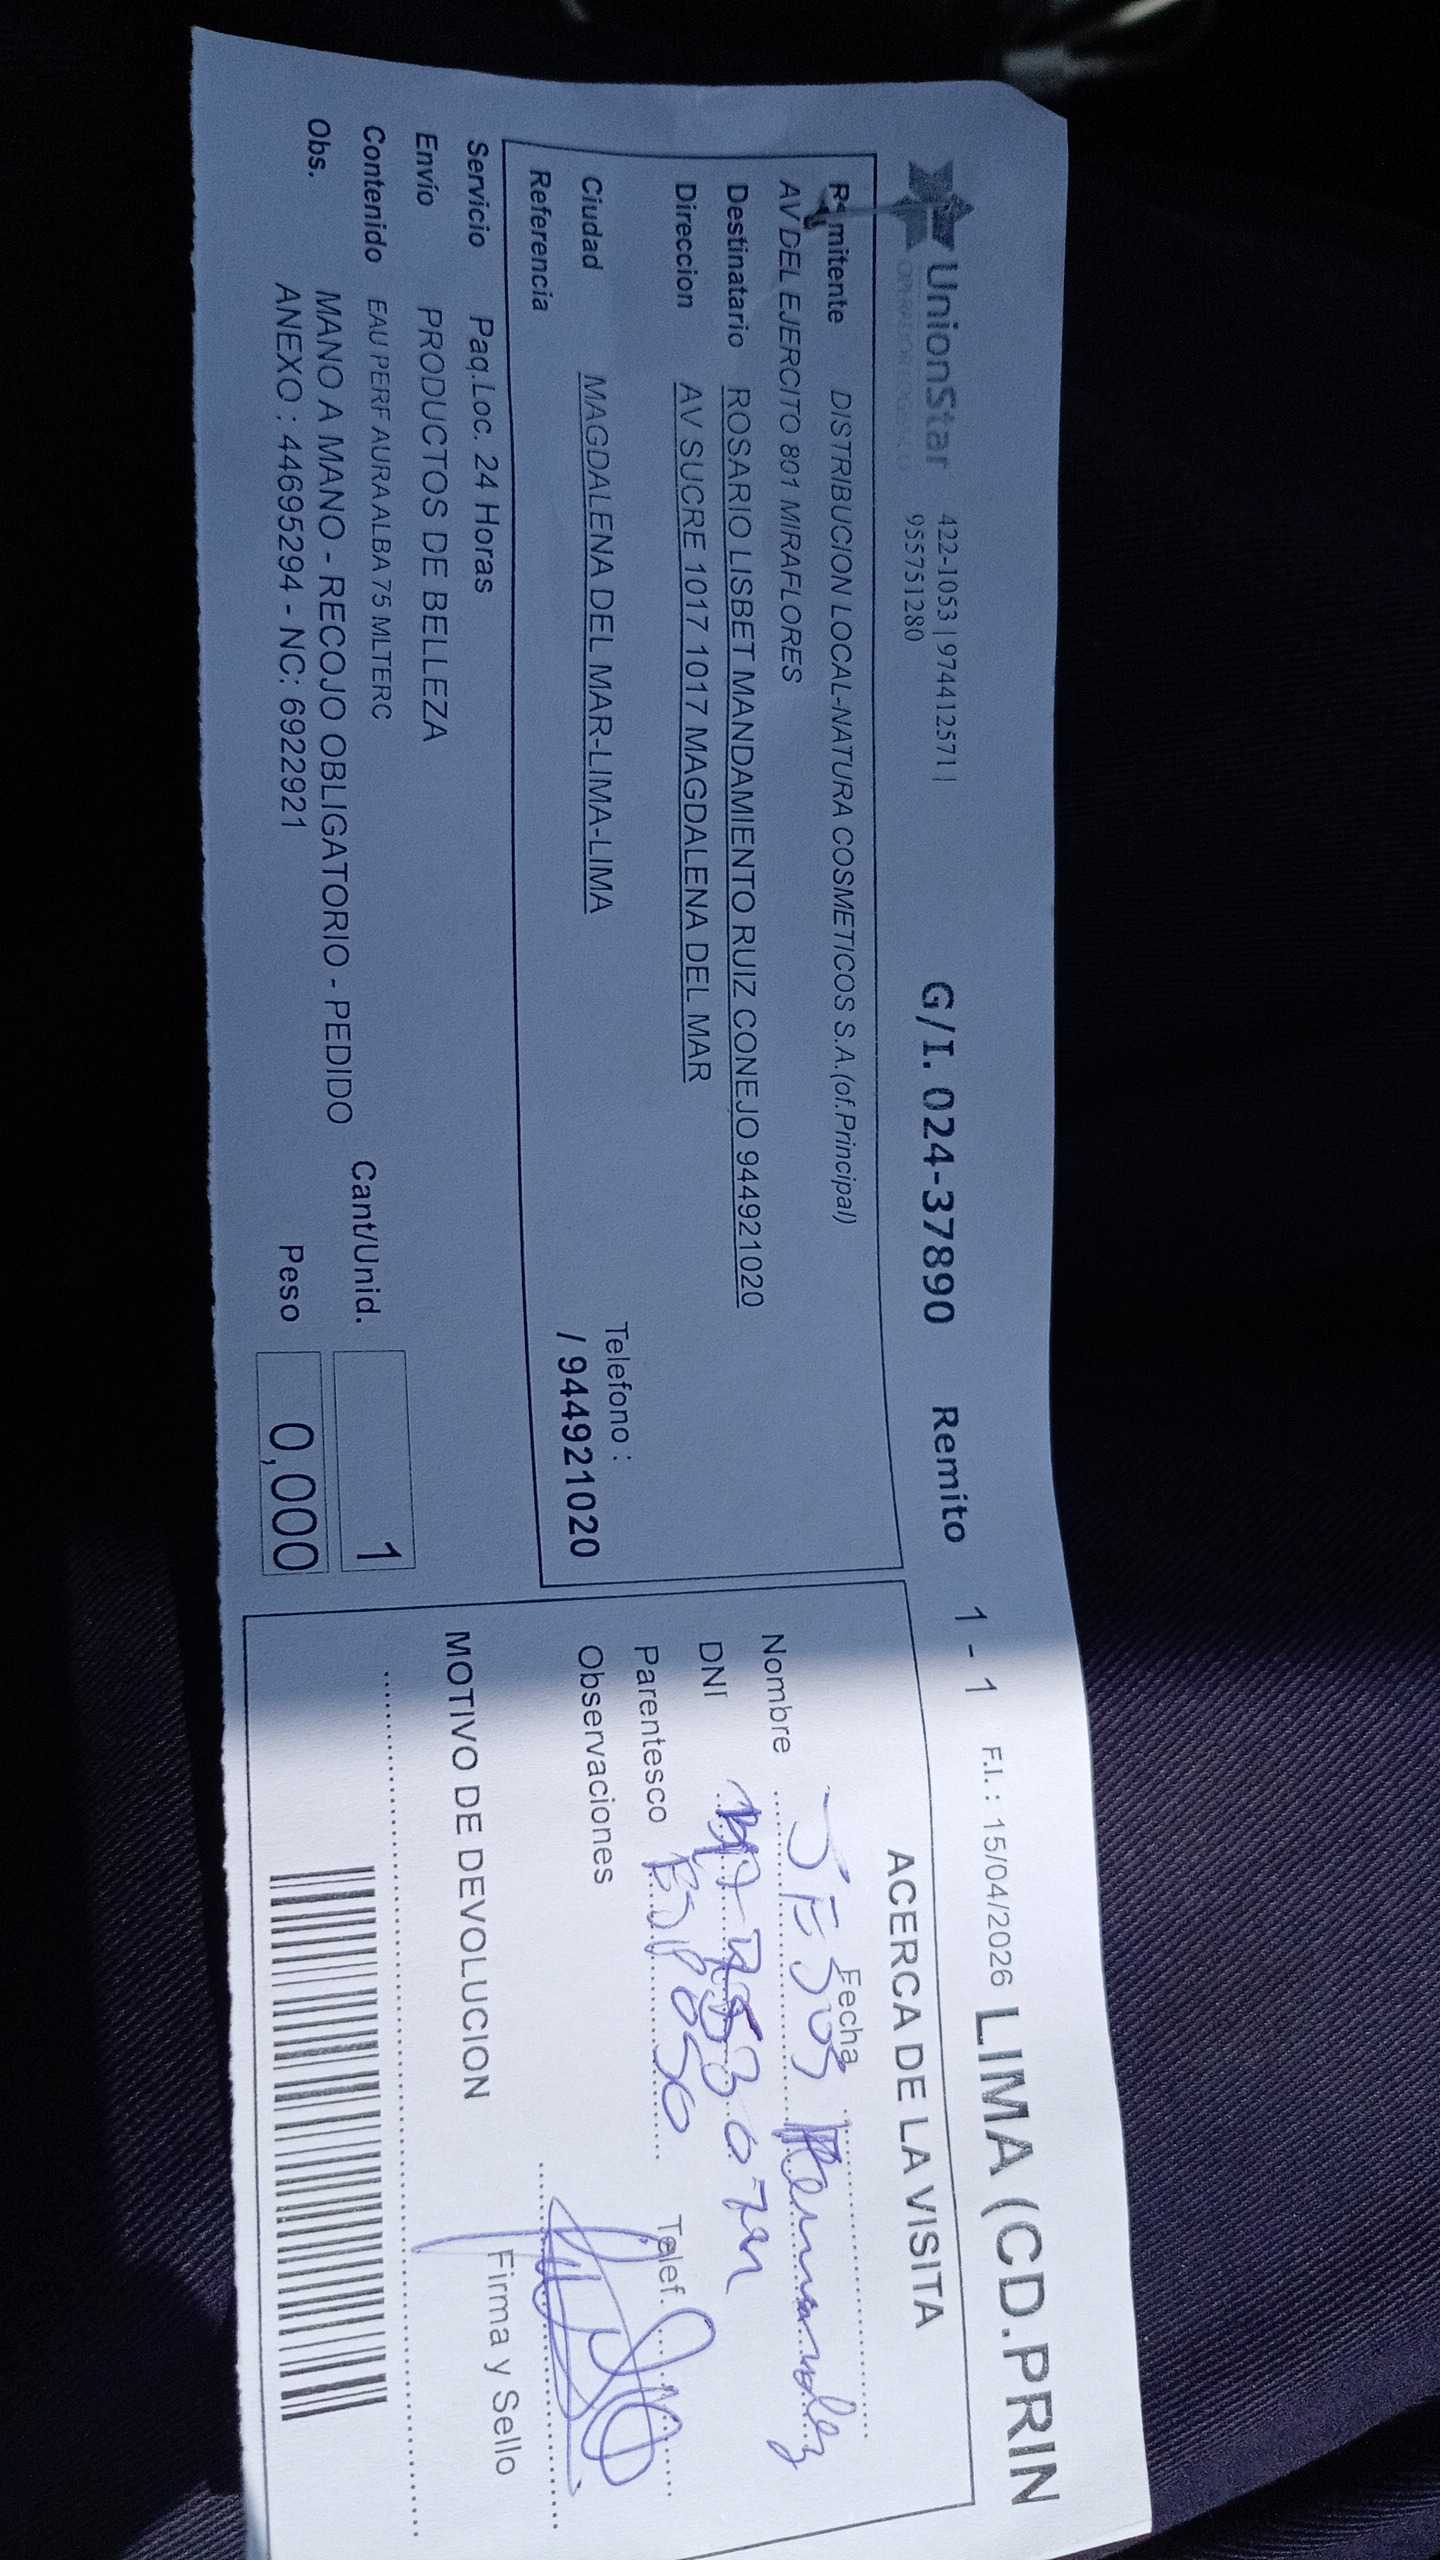 UnionStar
422-1053 | 974412571 |
955751280
G/I. 024-37890 Remito 1 - 1 F.I. : 15/04/2026 LIMA (CD.PRIN
Remitente DISTRIBUCION LOCAL-NATURA COSMETICOS S.A.(of.Principal)
AV DEL EJERCITO 801 MIRAFLORES
Destinatario ROSARIO LISBET MANDAMIENTO RUIZ CONEJO 944921020
Direccion AV SUCRE 1017 1017 MAGDALENA DEL MAR
Ciudad MAGDALENA DEL MAR-LIMA-LIMA
Telefono :
/ 944921020
Referencia
Servicio Paq.Loc. 24 Horas
Envío PRODUCTOS DE BELLEZA
Contenido EAU PERF AURA ALBA 75 MLTERC
Obs. MANO A MANO - RECOJO OBLIGATORIO - PEDIDO
ANEXO : 44695294 - NC: 6922921
Cant/Unid. 1
Peso 0,000
ACERCA DE LA VISITA
Fecha
Nombre JESUS
DNI
Parentesco ESPOSO Telef.
Observaciones
Firma y Sello
MOTIVO DE DEVOLUCION